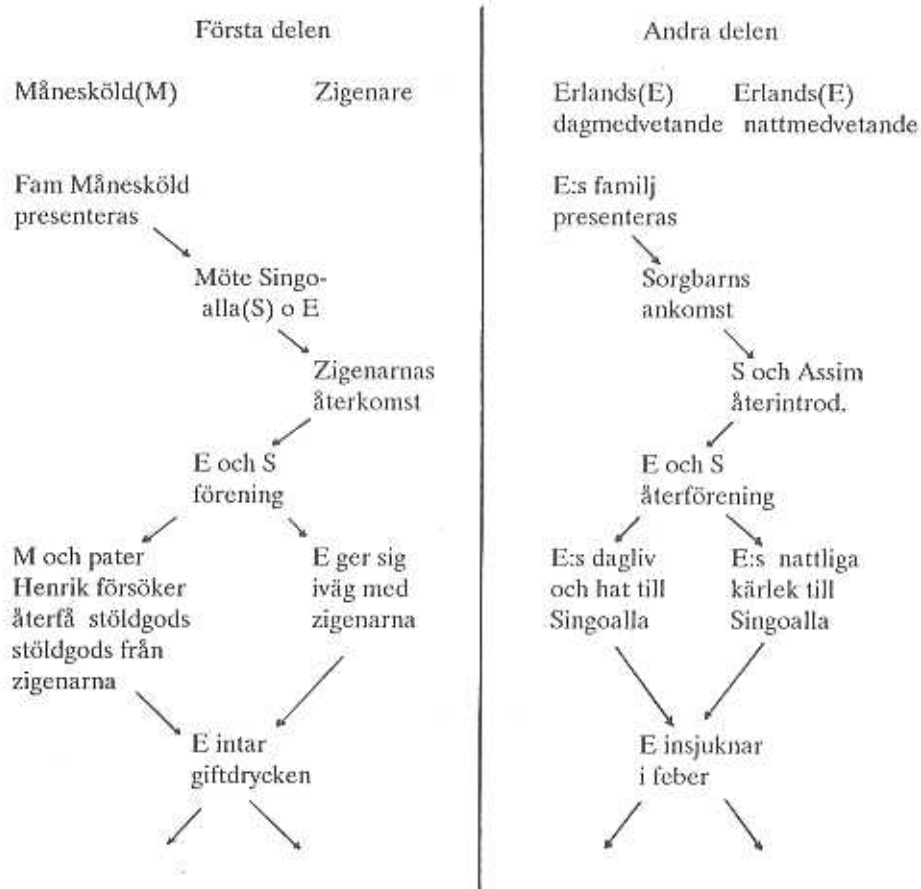 Första delen
Månesköld(M)
Zigenare
Fam Månesköld
presenteras
Möte Singo-
alla(S) o E
Zigenarnas
återkomst
E och S
förening
M och pater
Henrik försöker
återfå stöldgods
stöldgods från
zigenarna
E ger sig
iväg med
zigenarna
E intar
giftdrycken
Andra delen
Erlands(E)
dagmedvetande
Erlands(E)
nattmedvetande
E:s familj
presenteras
Sorgbarns
ankomst
S och Assim
återintrod.
E och S
återförening
E:s dagliv
och hat till
Singoalla
E:s nattliga
kärlek till
Singoalla
E insjuknar
i feber